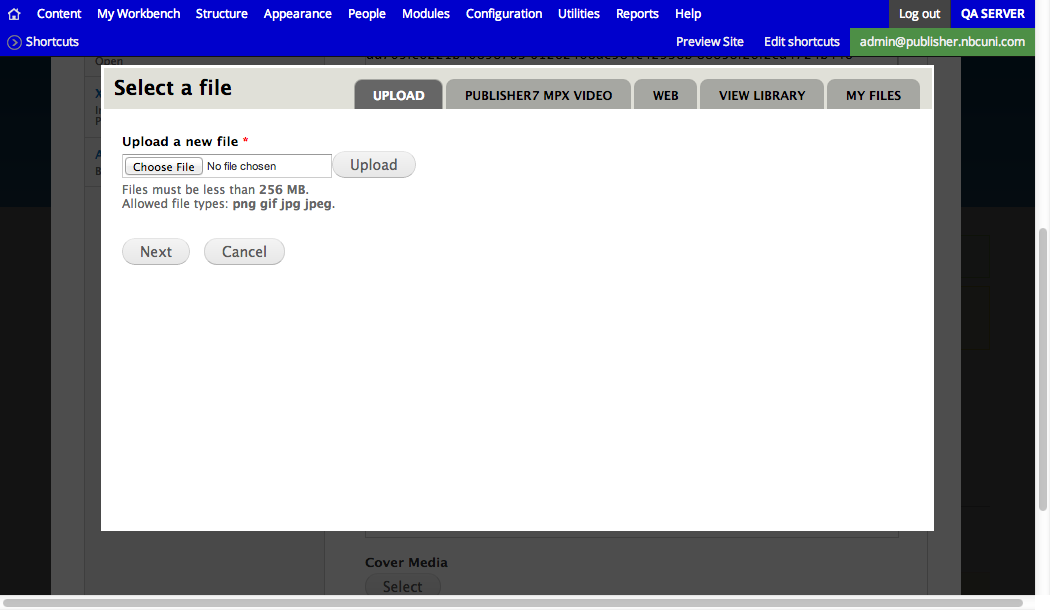 Content My Workbench Structure Appearance People Modules Configuration Utilities Reports Help Log out QA SERVER
Shortcuts Preview Site Edit shortcuts admin@publisher.nbcuni.com
Open
Select a file UPLOAD PUBLISHER7 MPX VIDEO WEB VIEW LIBRARY MY FILES
Upload a new file *
Choose File No file chosen Upload
Files must be less than 256 MB.
Allowed file types: png gif jpg jpeg.
Next Cancel
Cover Media
Select